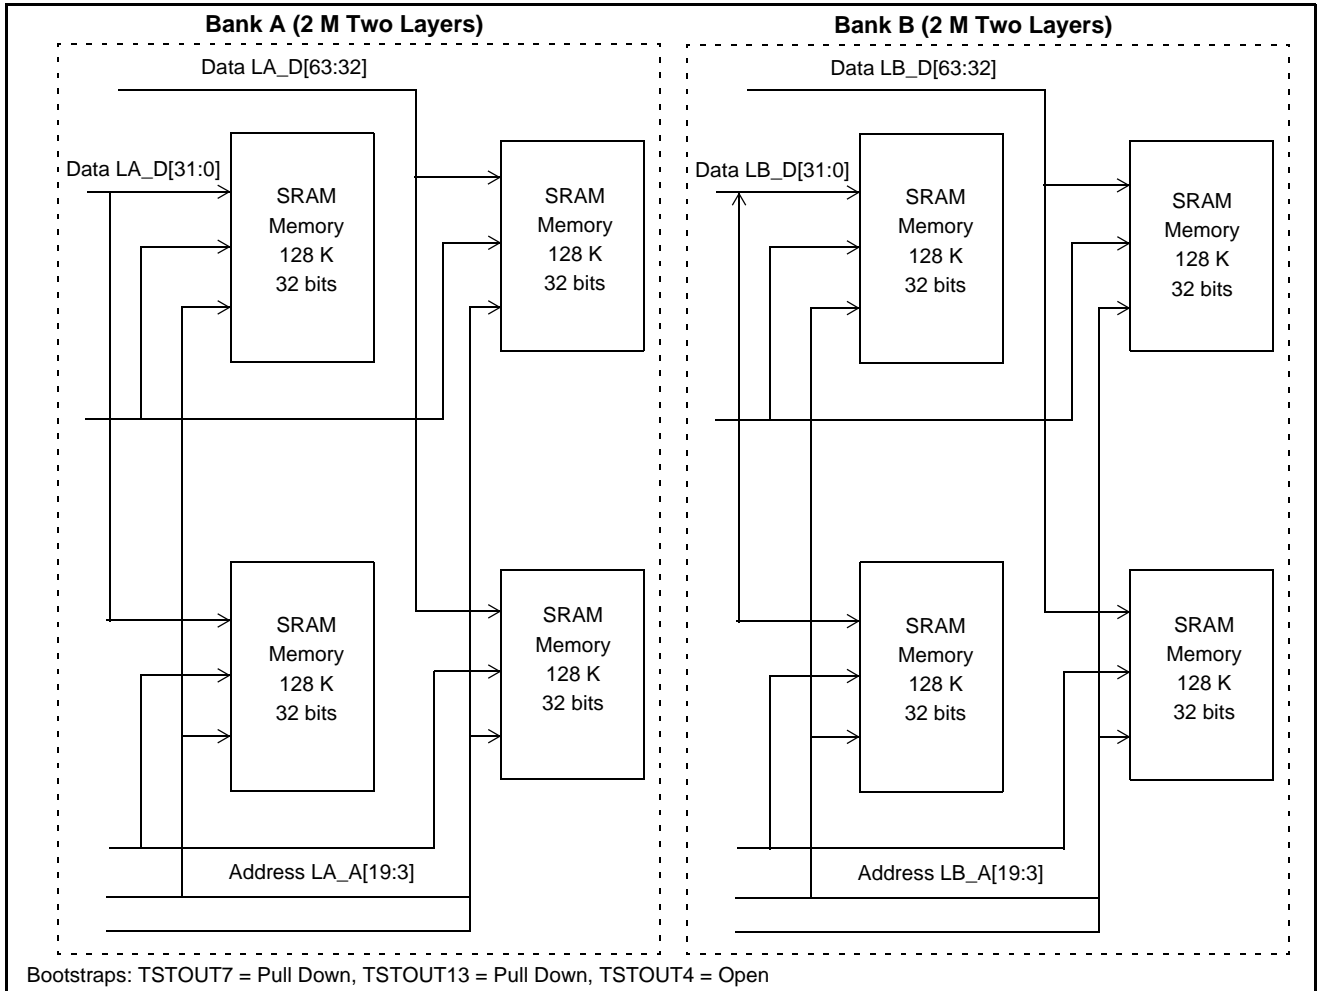 Bank A (2 M Two Layers)
Data LA_D[63:32]
Data LA_D[31:0]
SRAM
Memory
128 K
32 bits
SRAM
Memory
128 K
32 bits
SRAM
Memory
128 K
32 bits
SRAM
Memory
128 K
32 bits
Address LA_A[19:3]
Bank B (2 M Two Layers)
Data LB_D[63:32]
Data LB_D[31:0]
SRAM
Memory
128 K
32 bits
SRAM
Memory
128 K
32 bits
SRAM
Memory
128 K
32 bits
SRAM
Memory
128 K
32 bits
Address LB_A[19:3]
Bootstraps: TSTOUT7 = Pull Down, TSTOUT13 = Pull Down, TSTOUT4 = Open